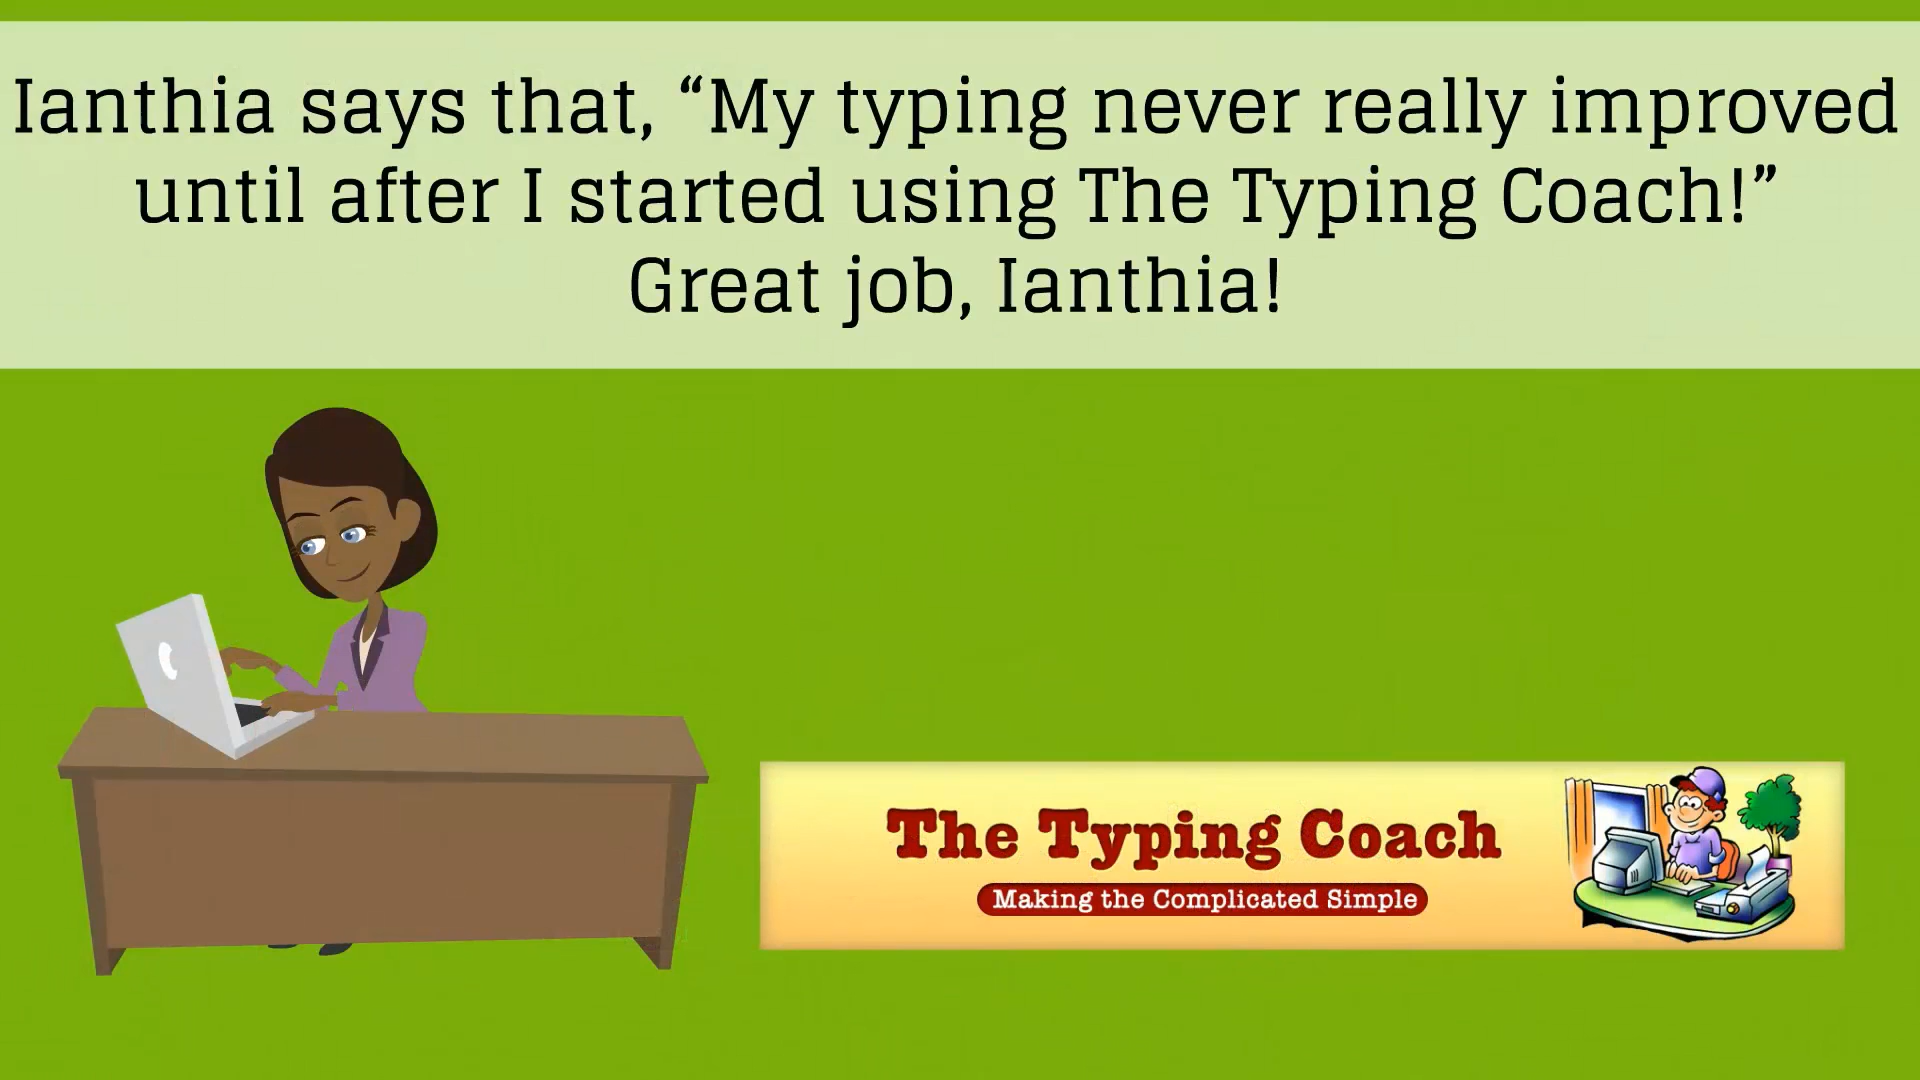 Ianthia says that, “My typing never really improved
until after I started using The Typing Coach!”
Great job, Ianthia!
The Typing Coach
Making the Complicated Simple